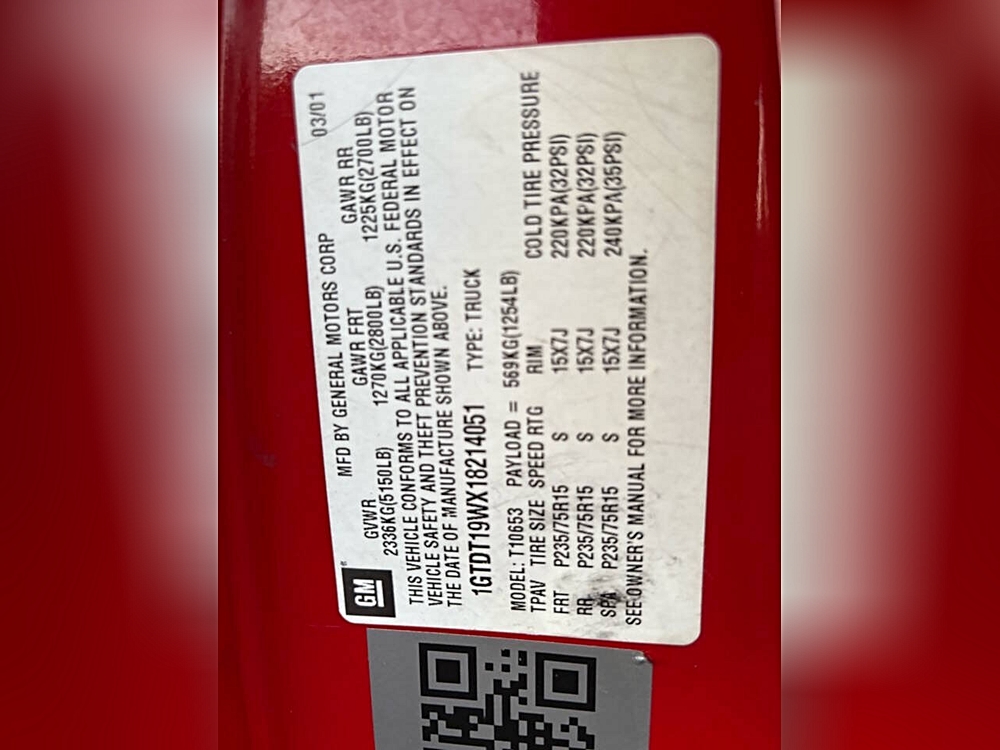 GM
MFD BY GENERAL MOTORS CORP 03/01
GVWR GAWR FRT GAWR RR
2336KG(5150LB) 1270KG(2800LB) 1225KG(2700LB)
THIS VEHICLE CONFORMS TO ALL APPLICABLE U.S. FEDERAL MOTOR
VEHICLE SAFETY AND THEFT PREVENTION STANDARDS IN EFFECT ON
THE DATE OF MANUFACTURE SHOWN ABOVE.
1GTDT19WX18214051 TYPE: TRUCK
MODEL: T10653 PAYLOAD = 569KG(1254LB)
TPAV TIRE SIZE SPEED RTG RIM COLD TIRE PRESSURE
FRT P235/75R15 S 15X7J 220KPA(32PSI)
RR P235/75R15 S 15X7J 220KPA(32PSI)
SPA P235/75R15 S 15X7J 240KPA(35PSI)
SEE OWNER'S MANUAL FOR MORE INFORMATION.